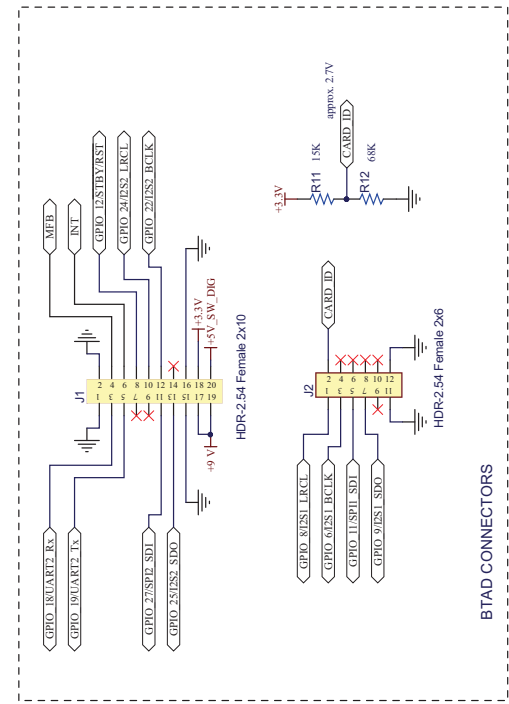 MFB
INT
GPIO 12/STBY/RST
GPIO 24/I2S2 LRCL
GPIO 22/I2S2 BCLK
J1
1 2
3 4
5 6
7 8
9 10
11 12
13 14
15 16
17 18
19 20
+3.3V
+5V_SW_DIG
+9 V
HDR-2.54 Female 2x10
GPIO 18/UART2 Rx
GPIO 19/UART2 Tx
GPIO 27/SPI2 SDI
GPIO 25/I2S2 SDO
+3.3V
R11
15K
approx. 2.7V
CARD ID
R12
68K
CARD ID
J2
1 2
3 4
5 6
7 8
9 10
11 12
HDR-2.54 Female 2x6
GPIO 8/I2S1 LRCL
GPIO 6/I2S1 BCLK
GPIO 11/SPI1 SDI
GPIO 9/I2S1 SDO
BTAD CONNECTORS